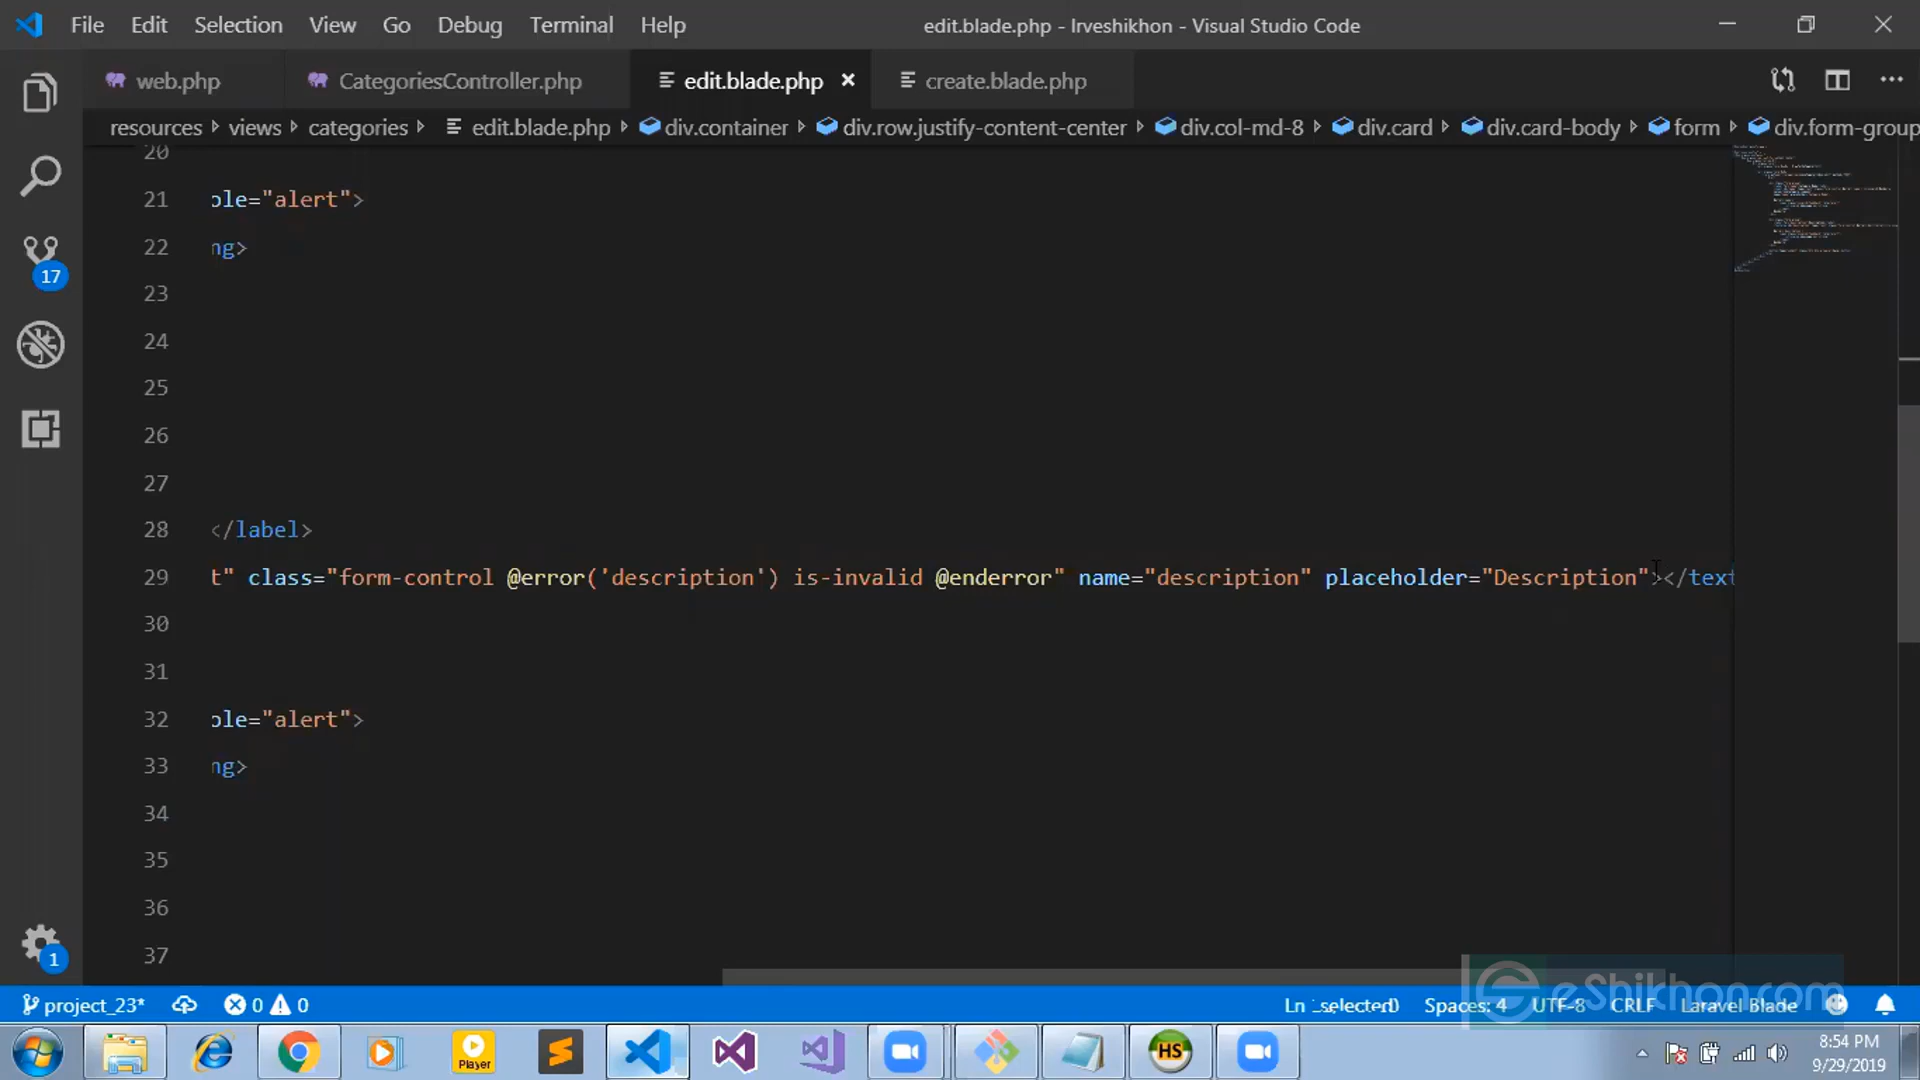 File Edit Selection View Go Debug Terminal Help edit.blade.php - lrveshikhon - Visual Studio Code
web.php CategoriesController.php edit.blade.php create.blade.php
resources views categories edit.blade.php div.container div.row.justify-content-center div.col-md-8 div.card div.card-body form div.form-group
20
21 ole="alert">
22 ng>
23
24
25
26
27
28 </label>
29 t" class="form-control @error('description') is-invalid @enderror" name="description" placeholder="Description"></text
30
31
32 ole="alert">
33 ng>
34
35
36
37
17
1
project_23* 0 0 Ln selected) Spaces: 4 UTF-8 CRLF Laravel Blade
eShikhon.com
Player
HS
8:54 PM
9/29/2019